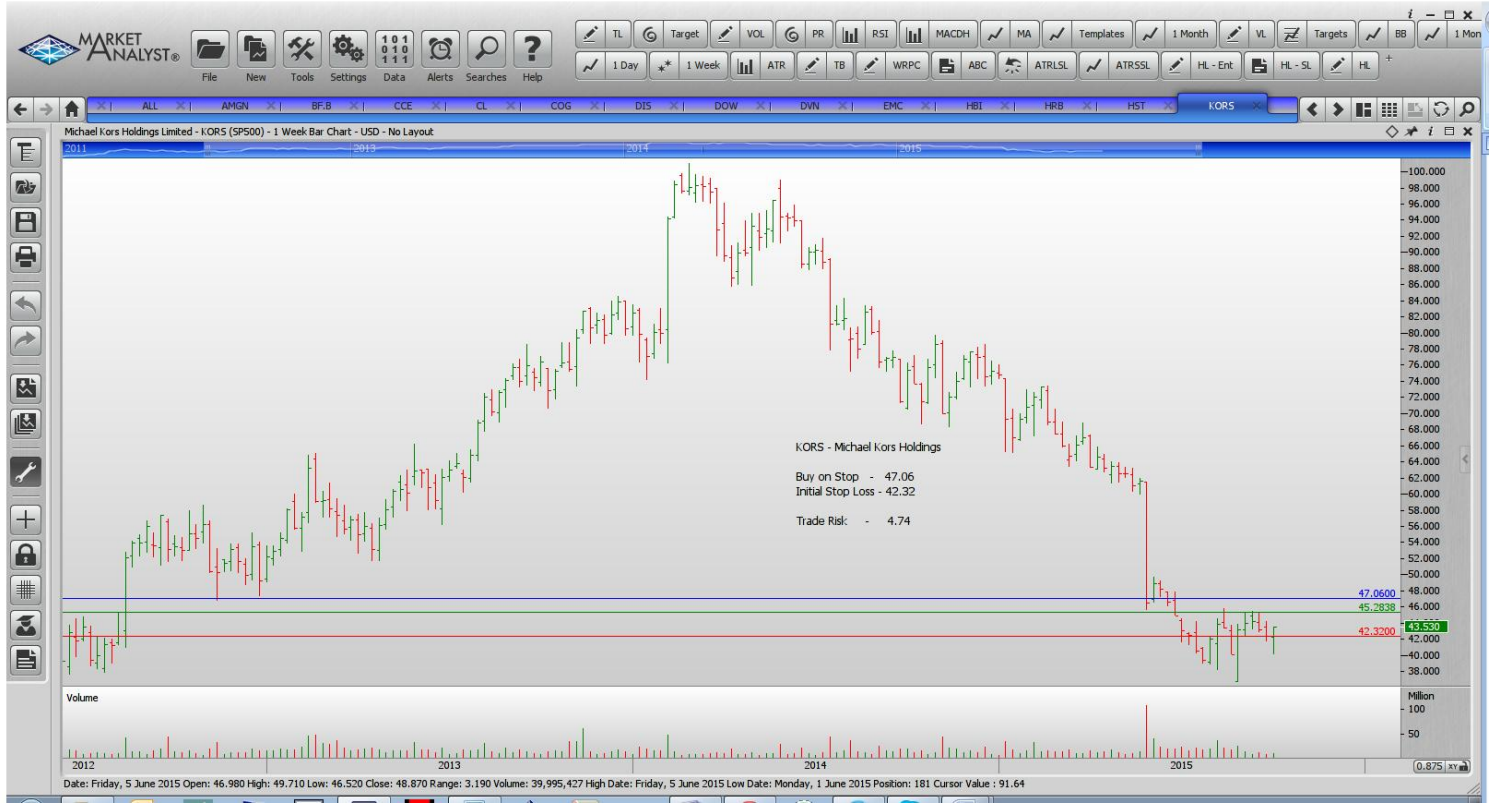 i
MARKET
ANALYST®
File New Tools Settings Data Alerts Searches Help
101
010
111
TL Target VOL PR RSI MACDH MA Templates 1 Month VL Targets BB 1 Mon
1 Day 1 Week ATR TB WRPC ABC ATRLSL ATRSSL HL - Ent HL - SL HL +
ALL AMGN BF.B CCE CL COG DIS DOW DVN EMC HBI HRB HST KORS
Michael Kors Holdings Limited - KORS (SP500) - 1 Week Bar Chart - USD - No Layout
i
2011 2013 2014 2015
100.000
98.000
96.000
94.000
92.000
90.000
88.000
86.000
84.000
82.000
80.000
78.000
76.000
74.000
72.000
70.000
68.000
66.000
64.000
62.000
60.000
58.000
56.000
54.000
52.000
50.000
48.000
46.000
43.530
42.000
40.000
38.000
KORS - Michael Kors Holdings
Buy on Stop - 47.06
Initial Stop Loss - 42.32
Trade Risk - 4.74
47.0600
45.2838
42.3200
Volume
Million
100
50
2012 2013 2014 2015
0.875 XY
Date: Friday, 5 June 2015 Open: 46.980 High: 49.710 Low: 46.520 Close: 48.870 Range: 3.190 Volume: 39,995,427 High Date: Friday, 5 June 2015 Low Date: Monday, 1 June 2015 Position: 181 Cursor Value : 91.64